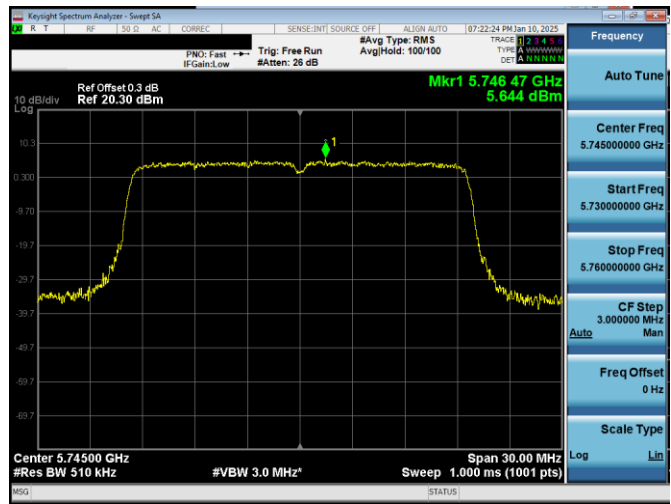 Keysight Spectrum Analyzer - Swept SA
R T RF 50 Ω AC CORREC SENSE:INT SOURCE OFF ALIGN AUTO 07:22:24 PM Jan 10, 2025
PNO: Fast
IFGain:Low
Trig: Free Run
#Atten: 26 dB
#Avg Type: RMS
Avg|Hold: 100/100
TRACE 1 2 3 4 5 6
TYPE A WWWWW
DET A N N N N N
Mkr1 5.746 47 GHz
5.644 dBm
Ref Offset 0.3 dB
Ref 20.30 dBm
10 dB/div
Log
10.3
0.300
-9.70
-19.7
-29.7
-39.7
-49.7
-59.7
-69.7
1
Center 5.74500 GHz
#Res BW 510 kHz
#VBW 3.0 MHz*
Span 30.00 MHz
Sweep 1.000 ms (1001 pts)
MSG
STATUS
Frequency
Auto Tune
Center Freq
5.745000000 GHz
Start Freq
5.730000000 GHz
Stop Freq
5.760000000 GHz
CF Step
3.000000 MHz
Auto Man
Freq Offset
0 Hz
Scale Type
Log Lin